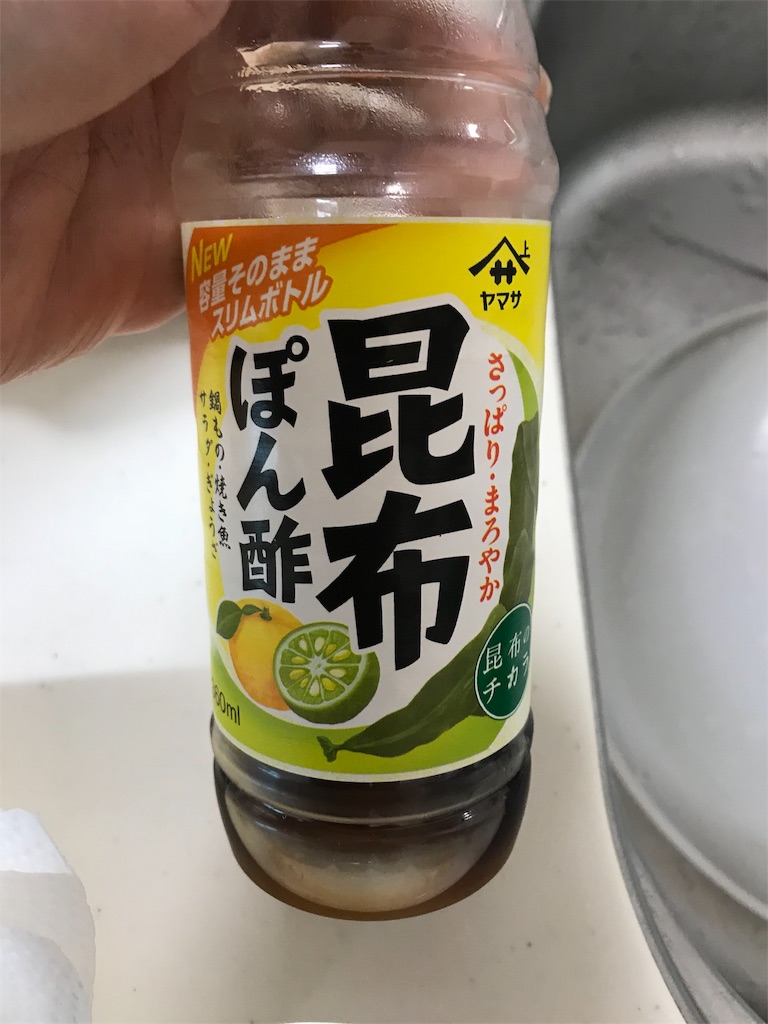 NEW
容量そのまま
スリムボトル
上
ヤマサ
昆布
ぽん酢
さっぱり・まろやか
鍋もの・焼き魚
サラダ・ぎょうざ
昆布の
チカラ